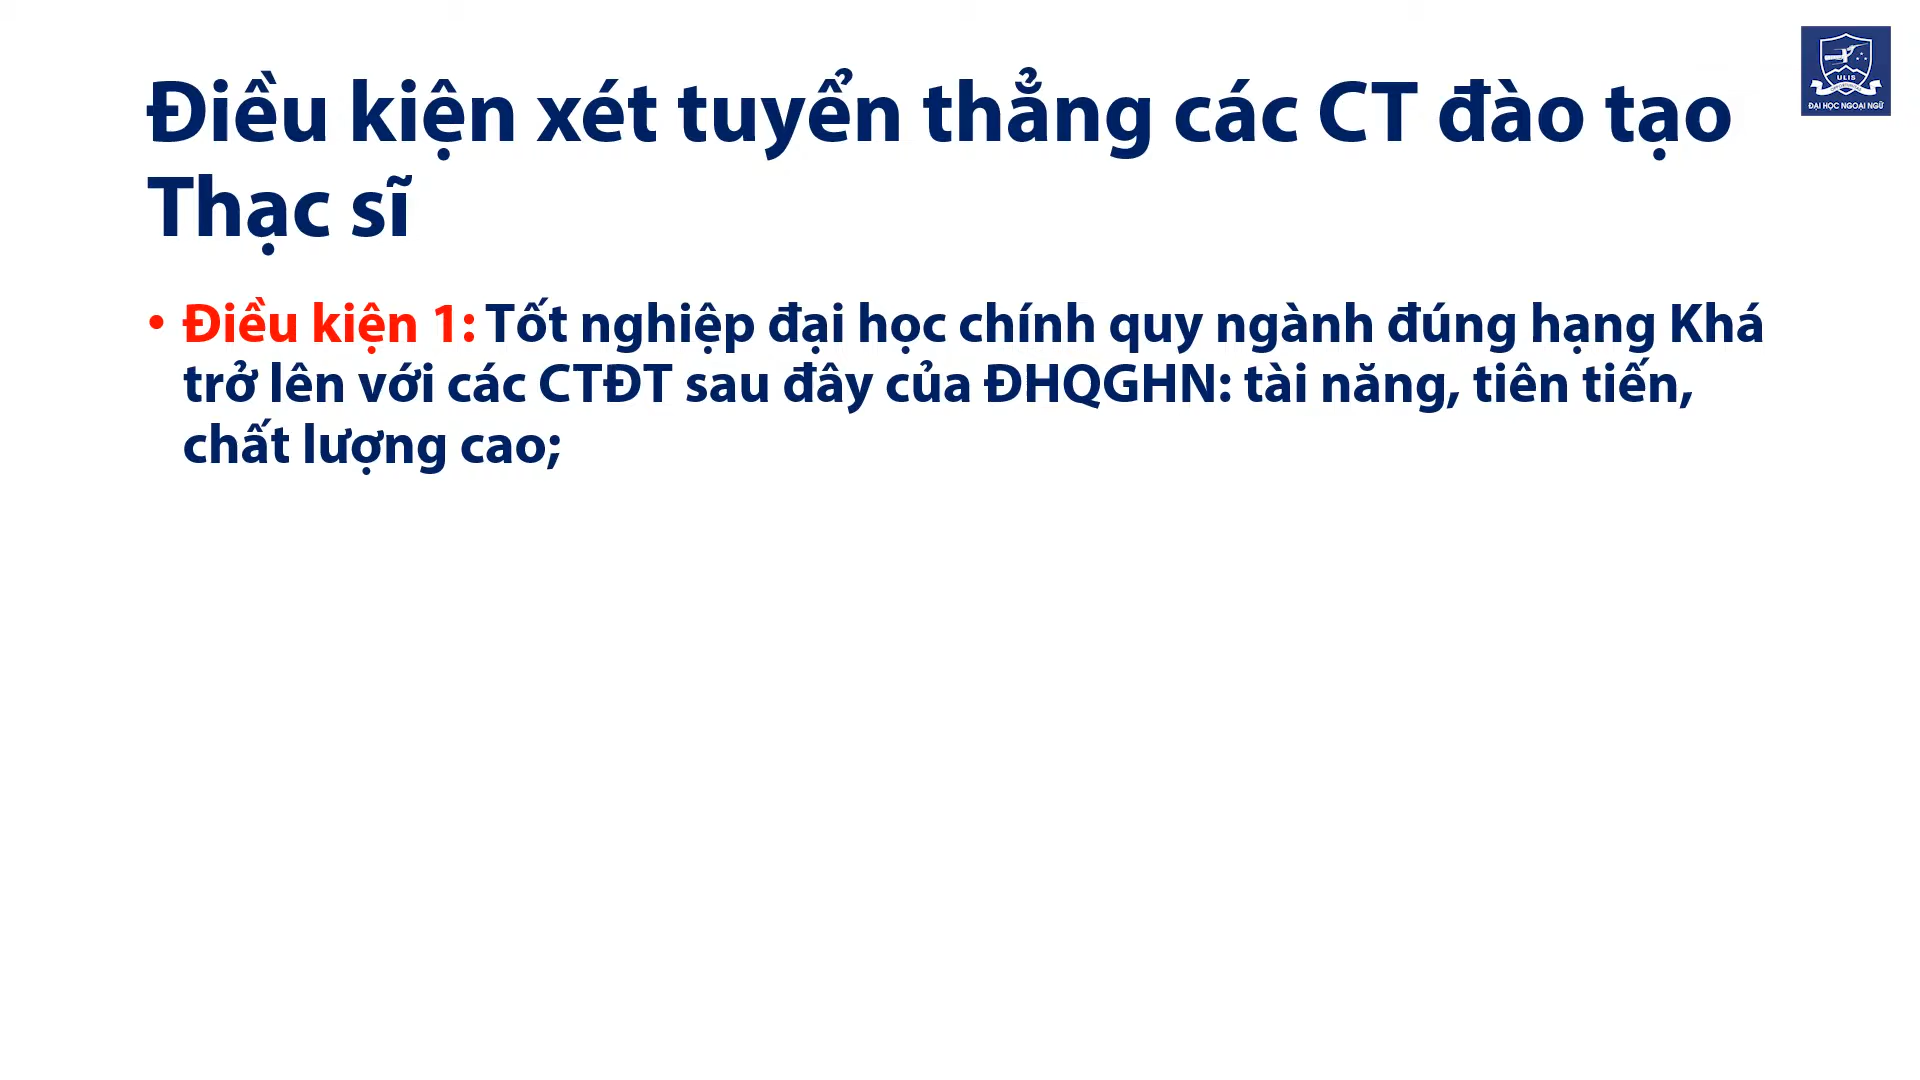 ULIS
ĐẠI HỌC NGOẠI NGỮ
Điều kiện xét tuyển thẳng các CT đào tạo
Thạc sĩ
• Điều kiện 1: Tốt nghiệp đại học chính quy ngành đúng hạng Khá
trở lên với các CTĐT sau đây của ĐHQGHN: tài năng, tiên tiến,
chất lượng cao;